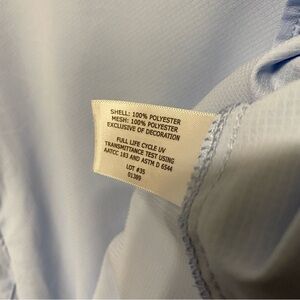 SHELL: 100% POLYESTER
MESH: 100% POLYESTER
EXCLUSIVE OF DECORATION
FULL LIFE CYCLE UV
TRANSMITTANCE TEST USING
AATCC 183 AND ASTM D 6544
LOT #35
01389